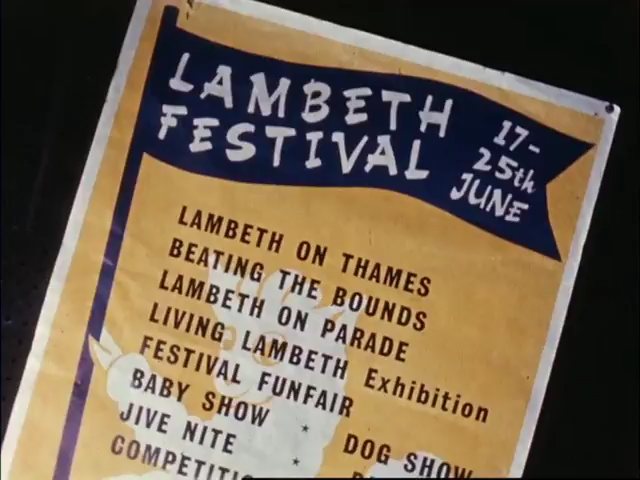 LAMBETH
FESTIVAL
17-
25th
JUNE
LAMBETH ON THAMES
BEATING THE BOUNDS
LAMBETH ON PARADE
LIVING LAMBETH Exhibition
FESTIVAL FUNFAIR
BABY SHOW * DOG SHOW
JIVE NITE *